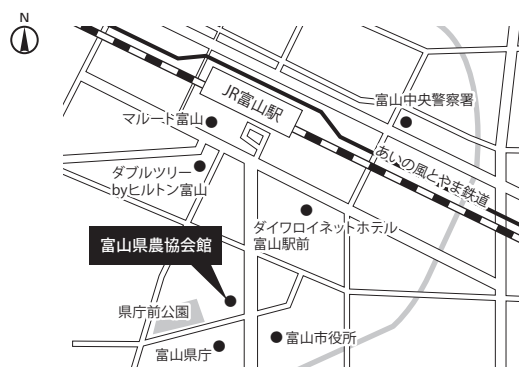 N
JR富山駅
マルード富山
富山中央警察署
あいの風とやま鉄道
ダブルツリー
byヒルトン富山
ダイワロイネットホテル
富山駅前
富山県農協会館
県庁前公園
富山市役所
富山県庁